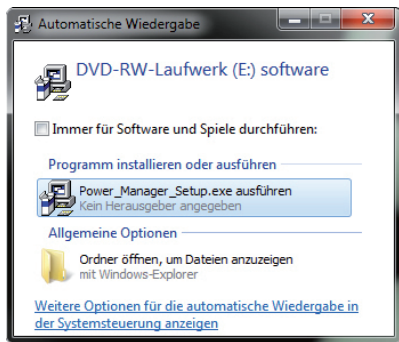 Automatische Wiedergabe
DVD-RW-Laufwerk (E:) software
Immer für Software und Spiele durchführen:
Programm installieren oder ausführen
Power_Manager_Setup.exe ausführen
Kein Herausgeber angegeben
Allgemeine Optionen
Ordner öffnen, um Dateien anzuzeigen
mit Windows-Explorer
Weitere Optionen für die automatische Wiedergabe in
der Systemsteuerung anzeigen